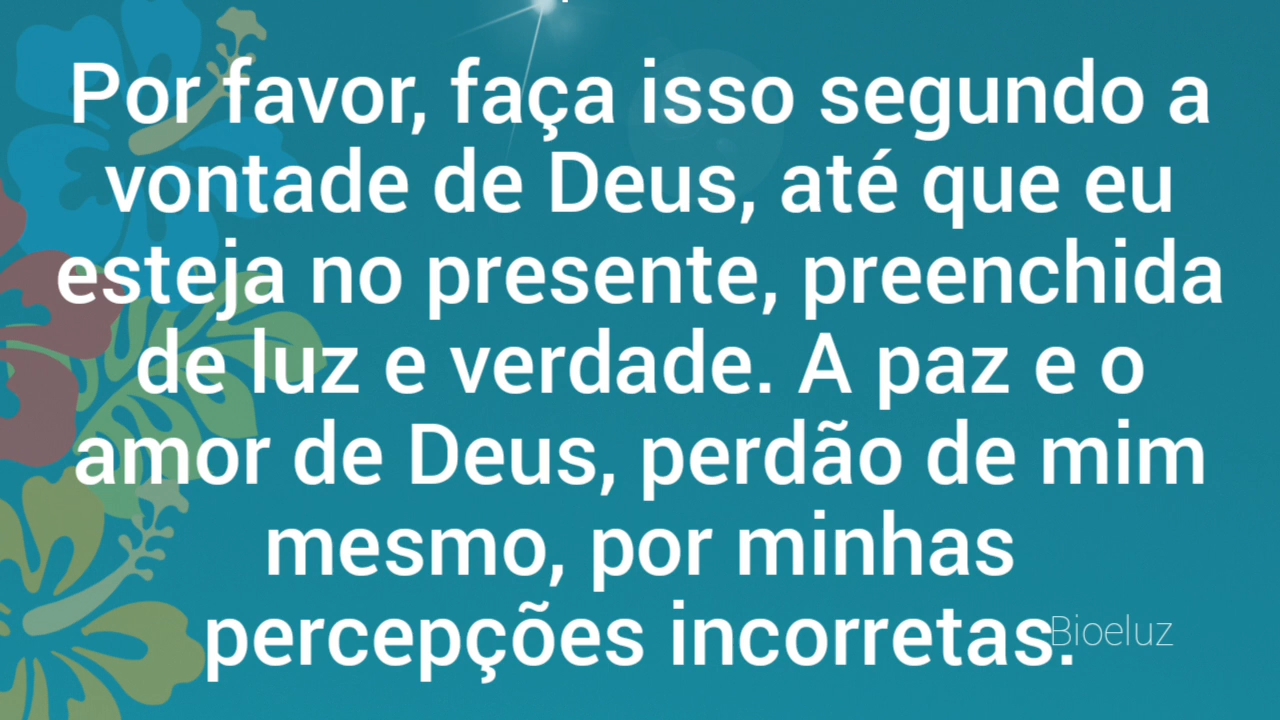 Por favor, faça isso segundo a
vontade de Deus, até que eu
esteja no presente, preenchida
de luz e verdade. A paz e o
amor de Deus, perdão de mim
mesmo, por minhas
percepções incorretas.
Bioeluz